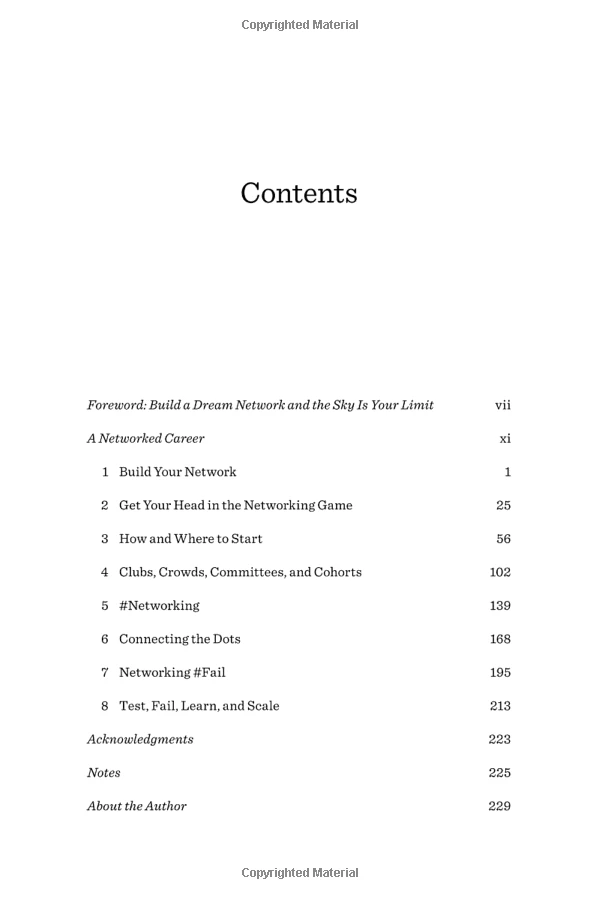 Copyrighted Material
Contents
Foreword: Build a Dream Network and the Sky Is Your Limit vii
A Networked Career xi
1 Build Your Network 1
2 Get Your Head in the Networking Game 25
3 How and Where to Start 56
4 Clubs, Crowds, Committees, and Cohorts 102
5 #Networking 139
6 Connecting the Dots 168
7 Networking #Fail 195
8 Test, Fail, Learn, and Scale 213
Acknowledgments 223
Notes 225
About the Author 229
Copyrighted Material